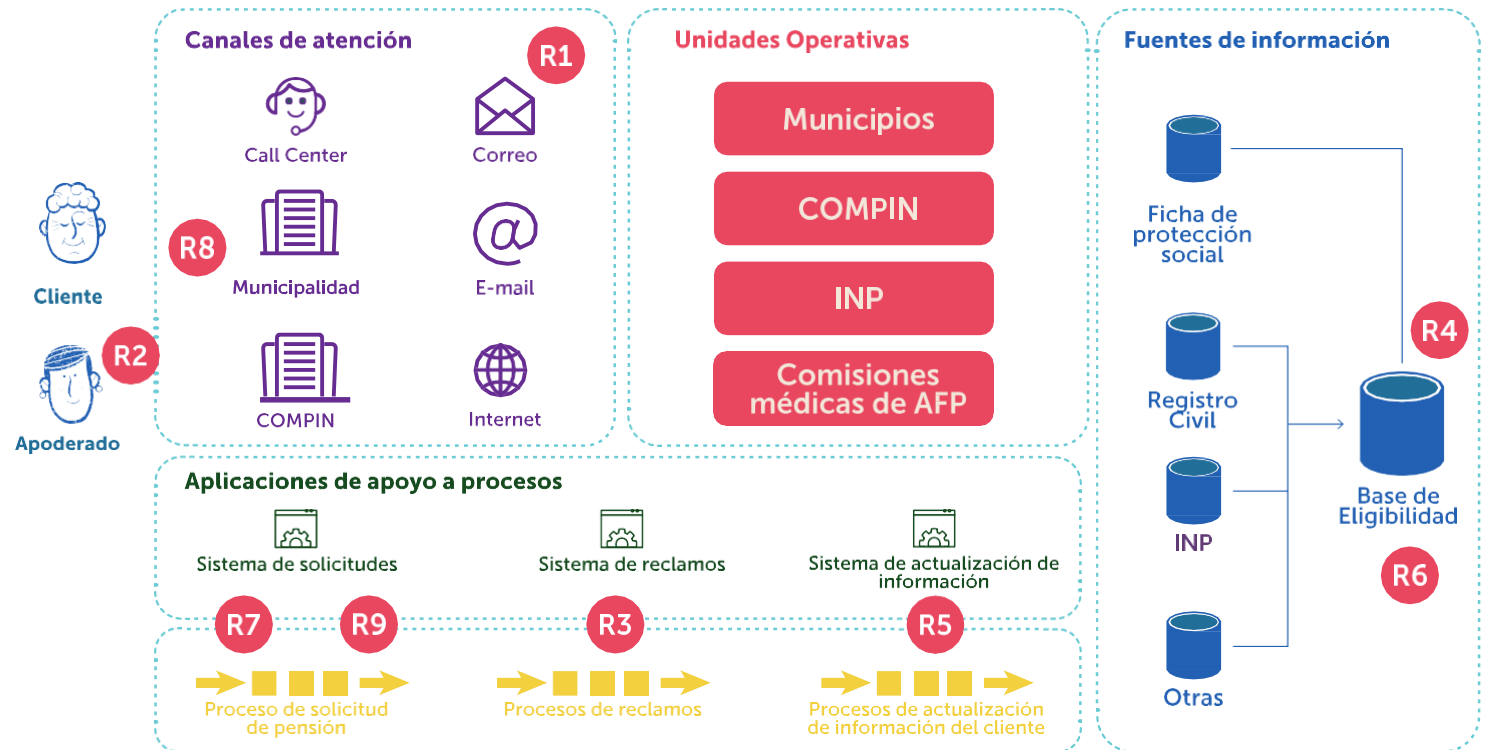 Canales de atención
R1
Call Center
Correo
R8
Municipalidad
E-mail
COMPIN
Internet
Cliente
R2
Apoderado
Unidades Operativas
Municipios
COMPIN
INP
Comisiones
médicas de AFP
Fuentes de información
Ficha de
protección
social
Registro
Civil
INP
Otras
R4
Base de
Eligibilidad
R6
Aplicaciones de apoyo a procesos
Sistema de solicitudes
Sistema de reclamos
Sistema de actualización de
información
R7
R9
R3
R5
Proceso de solicitud
de pensión
Procesos de reclamos
Procesos de actualización
de información del cliente